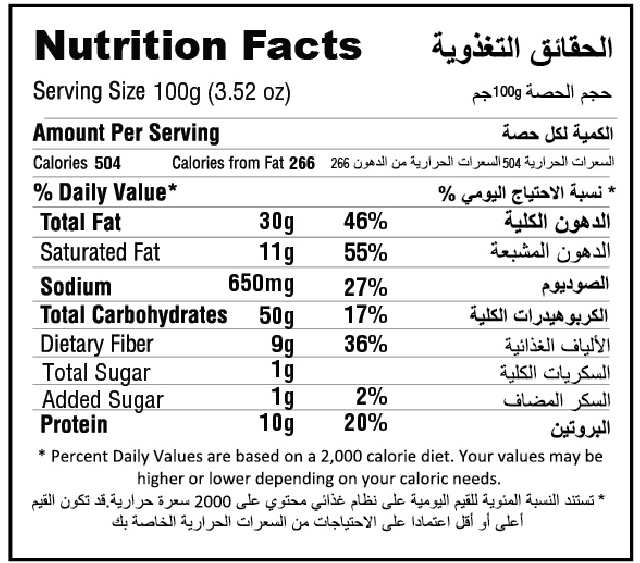 Nutrition Facts الحقائق التغذوية
Serving Size 100g (3.52 oz) حجم الحصة 100gجم
Amount Per Serving الكمية لكل حصة
Calories 504 Calories from Fat 266 السعرات الحرارية 504 السعرات الحرارية من الدهون 266
% Daily Value* * نسبة الاحتياج اليومي %
Total Fat 30g 46% الدهون الكلية
Saturated Fat 11g 55% الدهون المشبعة
Sodium 650mg 27% الصوديوم
Total Carbohydrates 50g 17% الكربوهيدرات الكلية
Dietary Fiber 9g 36% الألياف الغذائية
Total Sugar 1g السكريات الكلية
Added Sugar 1g 2% السكر المضاف
Protein 10g 20% البروتين
* Percent Daily Values are based on a 2,000 calorie diet. Your values may be
higher or lower depending on your caloric needs.
* تستند النسبة المئوية للقيم اليومية على نظام غذائي محتوي على 2000 سعرة حرارية.قد تكون القيم
أعلى أو أقل اعتمادا على الاحتياجات من السعرات الحرارية الخاصة بك